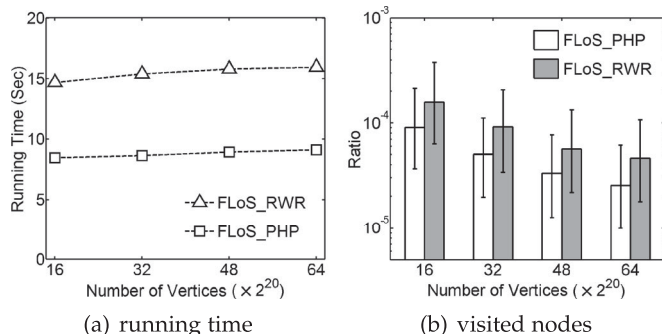 20
15
10
5
0
Running Time (Sec)
FLoS_RWR
FLoS_PHP
16 32 48 64
Number of Vertices (×2^20)
(a) running time
10^-3
10^-4
10^-5
Ratio
FLoS_PHP
FLoS_RWR
16 32 48 64
Number of Vertices (×2^20)
(b) visited nodes